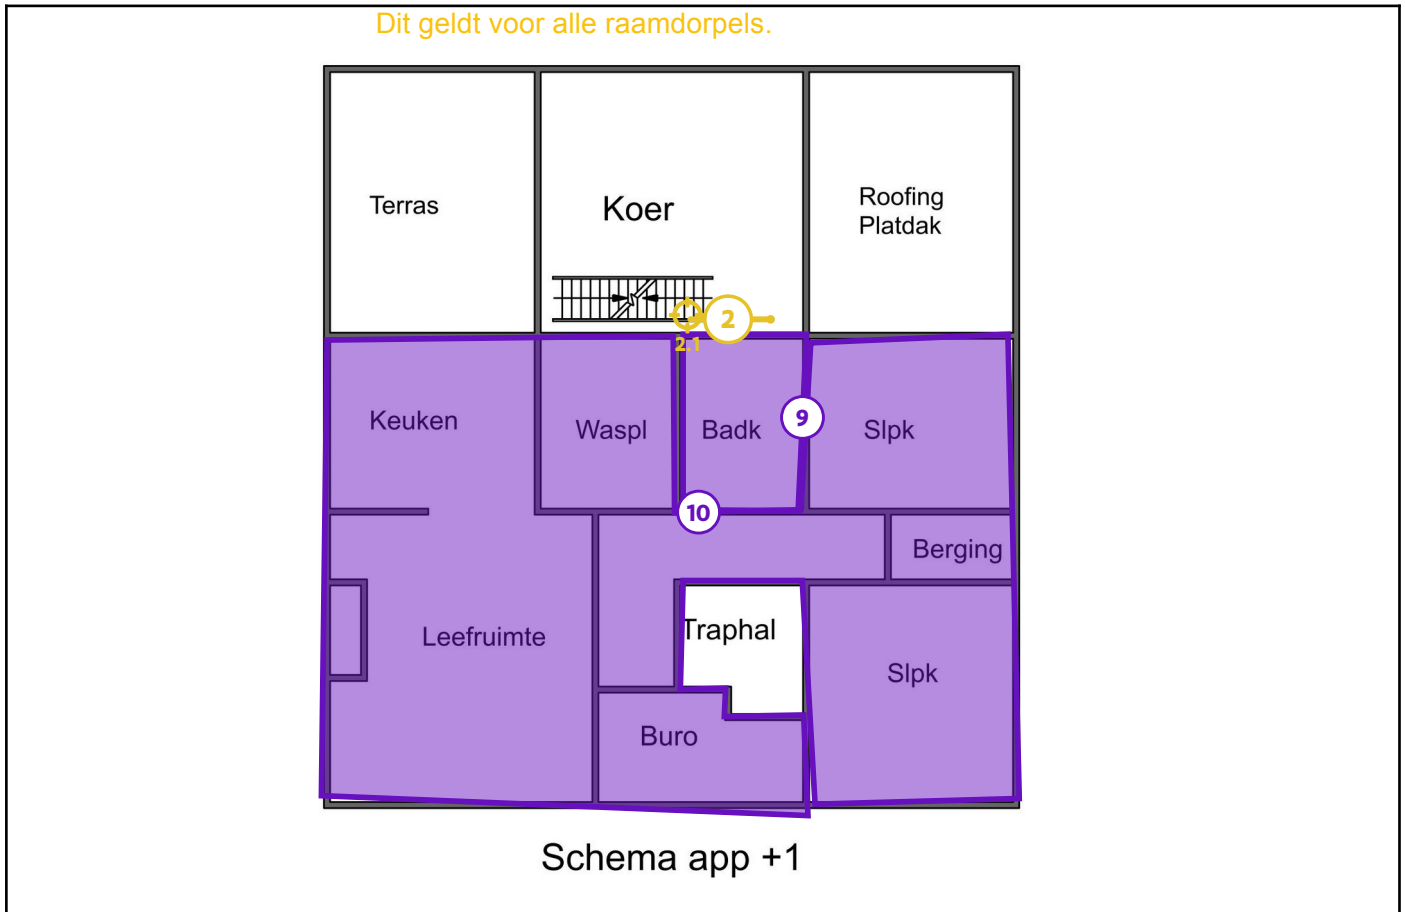 Dit geldt voor alle raamdorpels.
Terras
Koer
Roofing
Platdak
2
2.1
Keuken
Waspl
Badk
9
Slpk
10
Berging
Leefruimte
Traphal
Slpk
Buro
Schema app +1